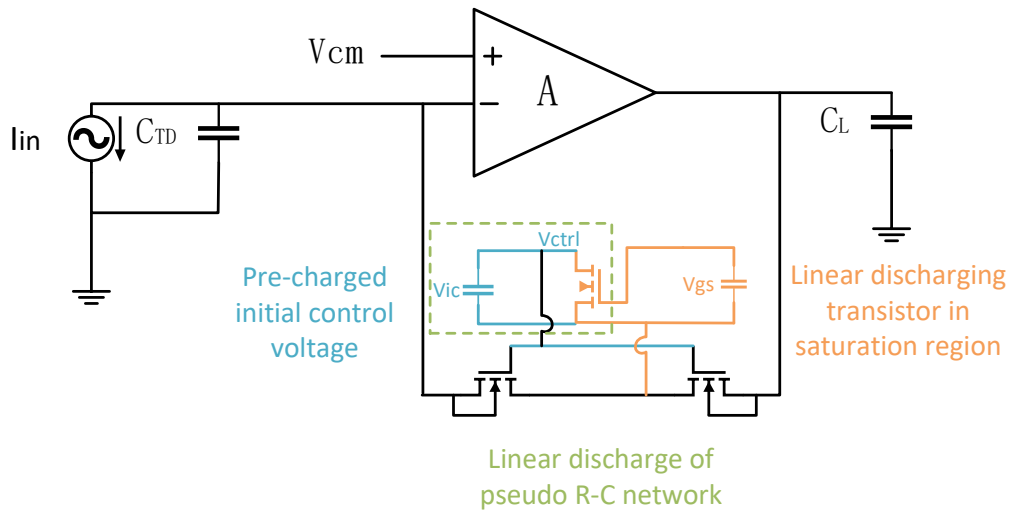 Vcm
+
−
A
Iin
CTD
CL
Vctrl
Vic
Vgs
Pre-charged
initial control
voltage
Linear discharging
transistor in
saturation region
Linear discharge of
pseudo R-C network